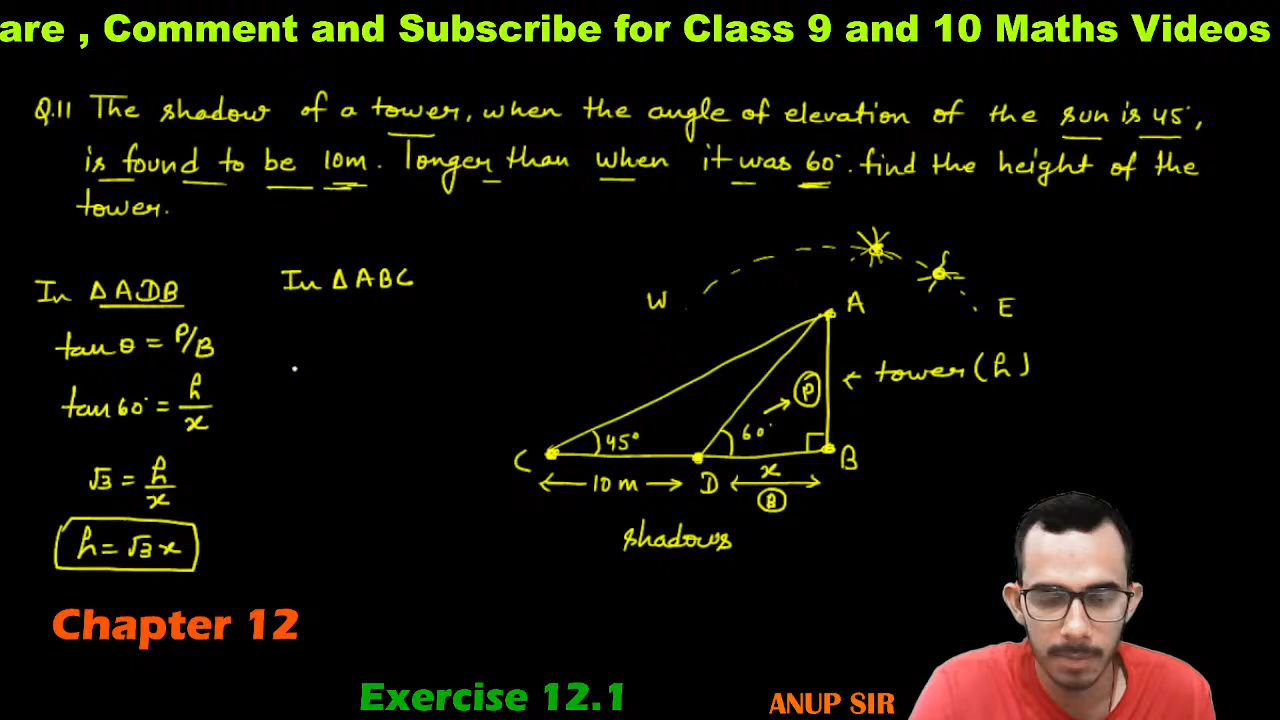 are , Comment and Subscribe for Class 9 and 10 Maths Videos
Q.11 The shadow of a tower, when the angle of elevation of the sun is 45°,
is found to be 10m. Longer than when it was 60°. find the height of the
tower.
In △ADB
tan θ = P/B
tan 60° = h/x
√3 = h/x
h = √3 x
In △ABC
W
E
A
← tower (h)
P
45°
60°
C
D
B
10 m
x
B
shadows
Chapter 12
Exercise 12.1
ANUP SIR